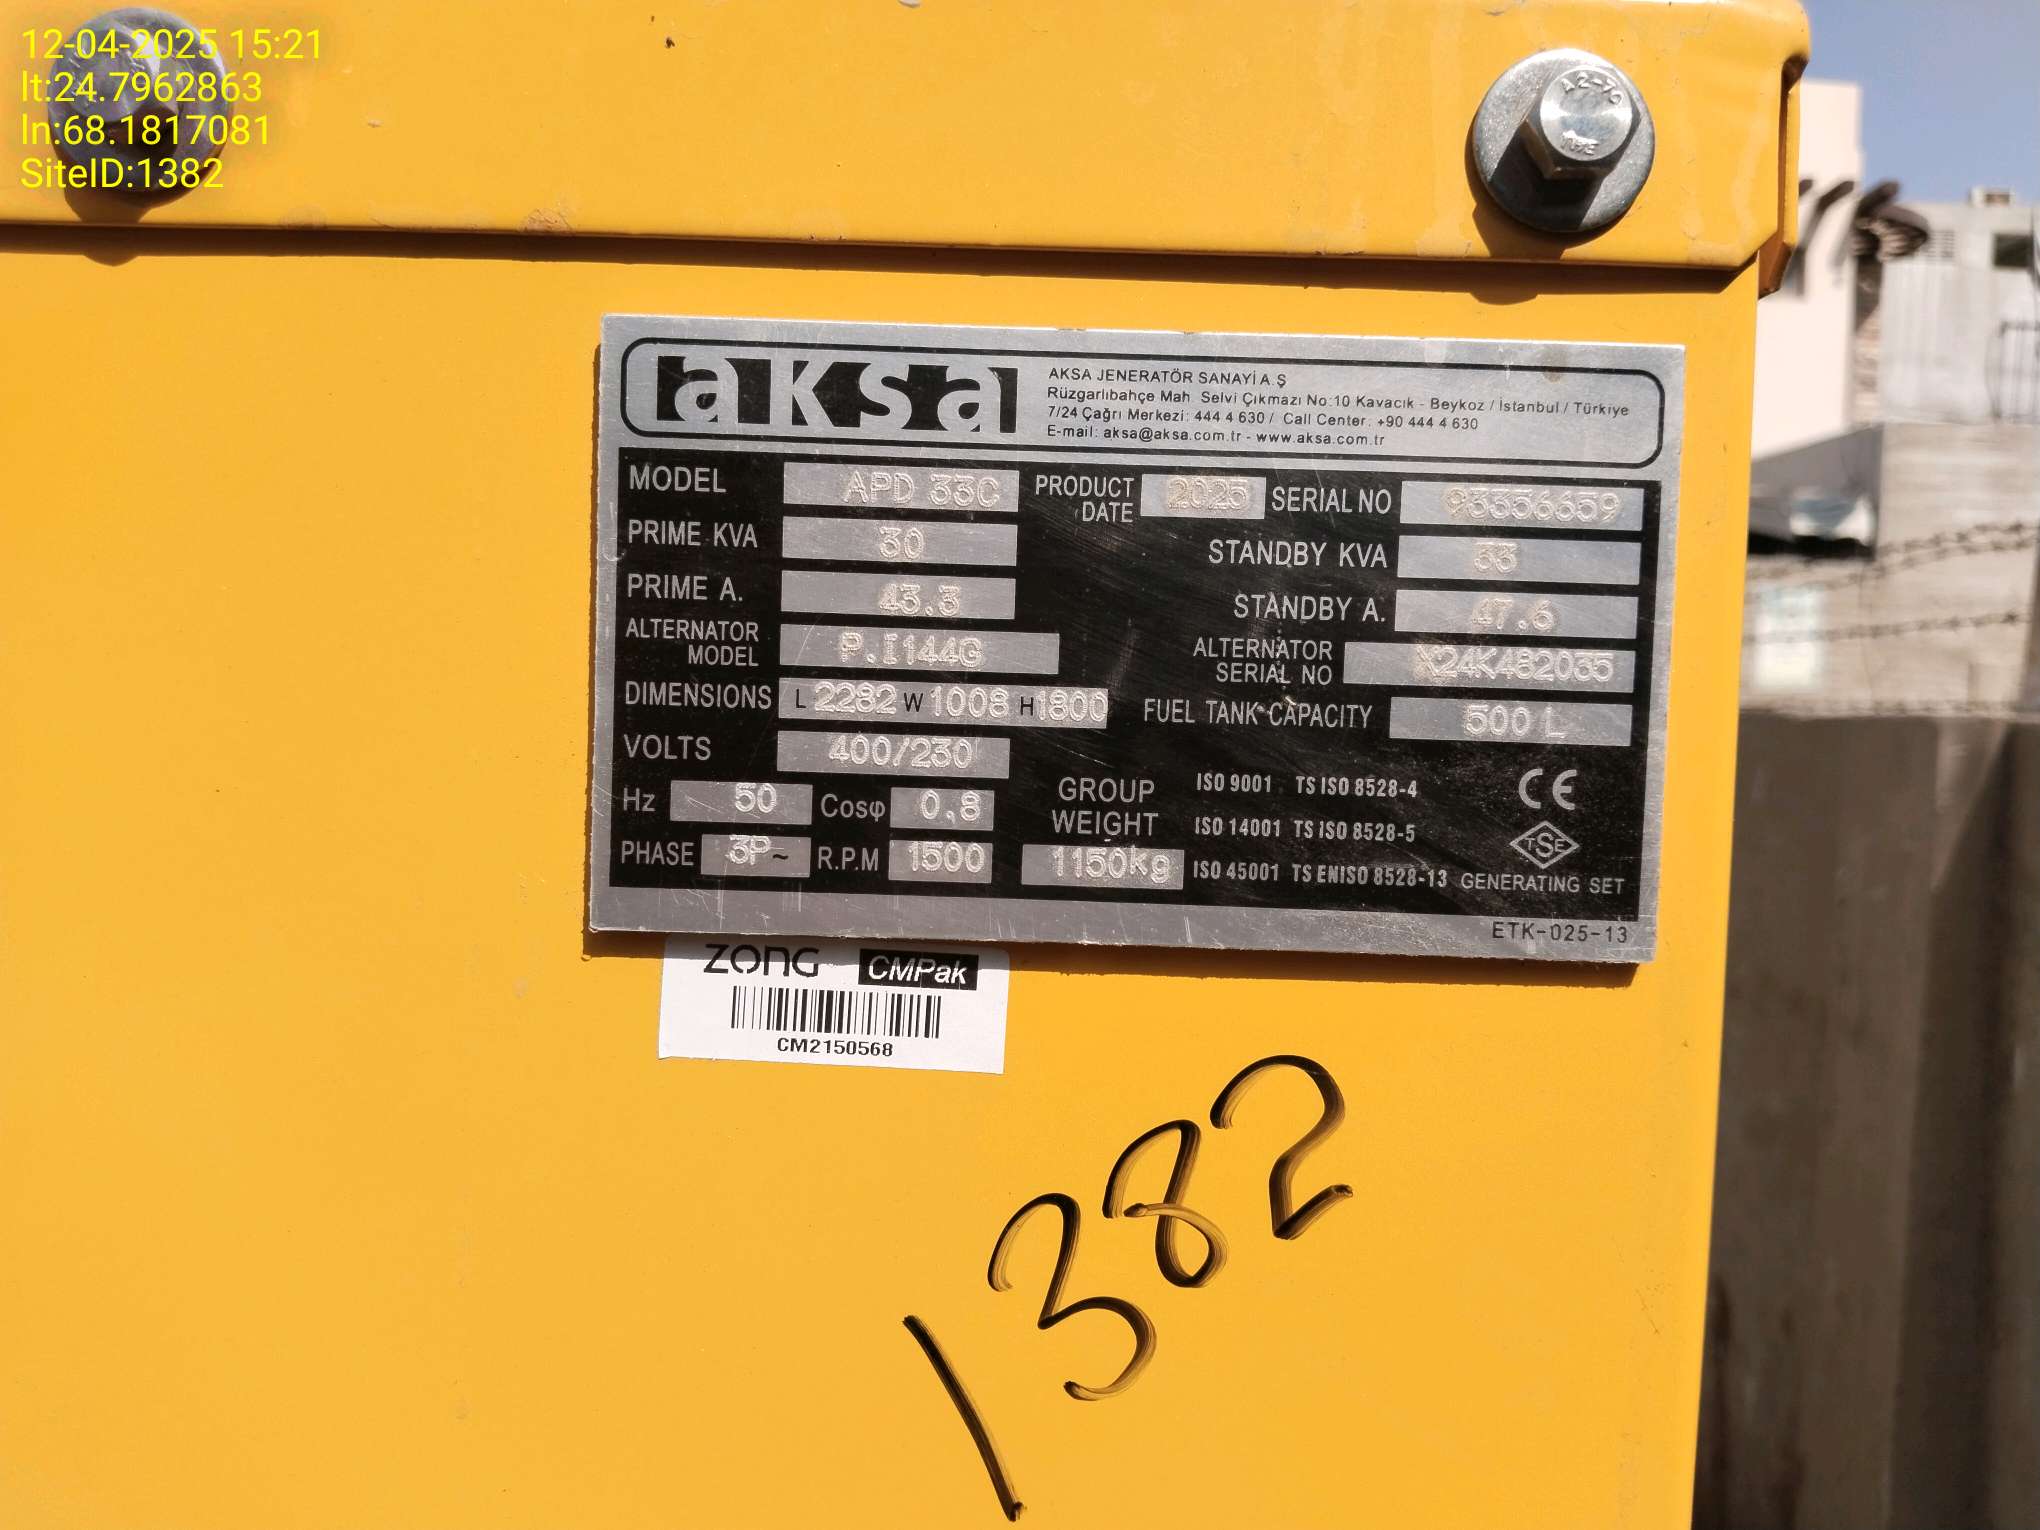 12-04-2025 15:21
lt:24.7962863
ln:68.1817081
SiteID:1382
A2-70
THE
aksa
AKSA JENERATÖR SANAYİ A.Ş
Rüzgarlıbahçe Mah. Selvi Çıkmazı No:10 Kavacık - Beykoz / İstanbul / Türkiye
7/24 Çağrı Merkezi: 444 4 630 / Call Center: +90 444 4 630
E-mail: aksa@aksa.com.tr - www.aksa.com.tr
MODEL APD 33C PRODUCT DATE 2025 SERIAL NO 93356659
PRIME KVA 30 STANDBY KVA 33
PRIME A. 43.3 STANDBY A. 47.6
ALTERNATOR MODEL P.I144G ALTERNATOR SERIAL NO X24K482035
DIMENSIONS L 2282 W 1008 H 1800 FUEL TANK CAPACITY 500 L
VOLTS 400/230
Hz 50 Cosφ 0,8 GROUP WEIGHT 1150kg
PHASE 3P~ R.P.M 1500
ISO 9001 TS ISO 8528-4
ISO 14001 TS ISO 8528-5
ISO 45001 TS EN ISO 8528-13
CE
TSE
GENERATING SET
ETK-025-13
ZONG CMPak
CM2150568
1382